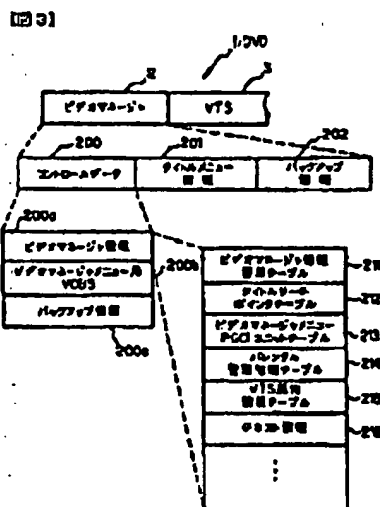 【図3】
1:DVD
2
3
ビデオマネージャ
VTS
200
201
202
コントロールデータ
タイトルメニュー
情報
バックアップ
情報
200a
ビデオマネージャ情報
ビデオマネージャメニュー用
VOBS
200b
バックアップ情報
200c
ビデオマネージャ情報
管理テーブル
211
タイトルサーチ
ポインタテーブル
212
ビデオマネージャメニュー
PGCIユニットテーブル
213
パレンタル
管理情報テーブル
214
VTS属性
情報テーブル
215
テキスト情報
216